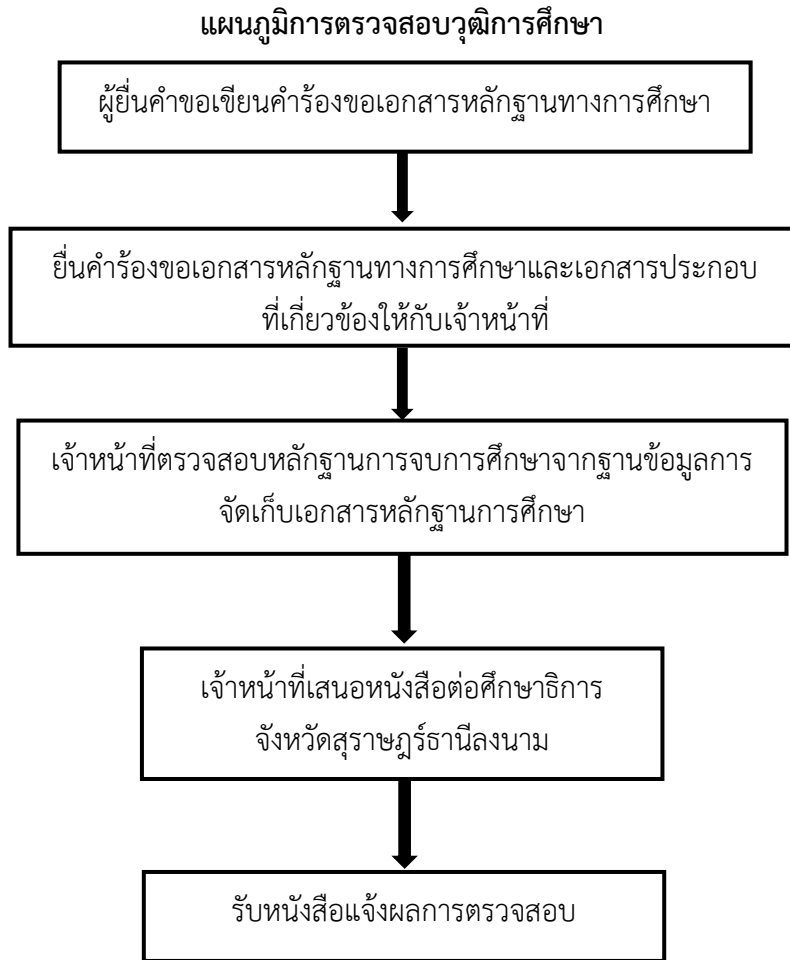 แผนภูมิการตรวจสอบวุฒิการศึกษา
ผู้ยื่นคำขอเขียนคำร้องขอเอกสารหลักฐานทางการศึกษา
ยื่นคำร้องขอเอกสารหลักฐานทางการศึกษาและเอกสารประกอบ
ที่เกี่ยวข้องให้กับเจ้าหน้าที่
เจ้าหน้าที่ตรวจสอบหลักฐานการจบการศึกษาจากฐานข้อมูลการ
จัดเก็บเอกสารหลักฐานการศึกษา
เจ้าหน้าที่เสนอหนังสือต่อศึกษาธิการ
จังหวัดสุราษฎร์ธานีลงนาม
รับหนังสือแจ้งผลการตรวจสอบ